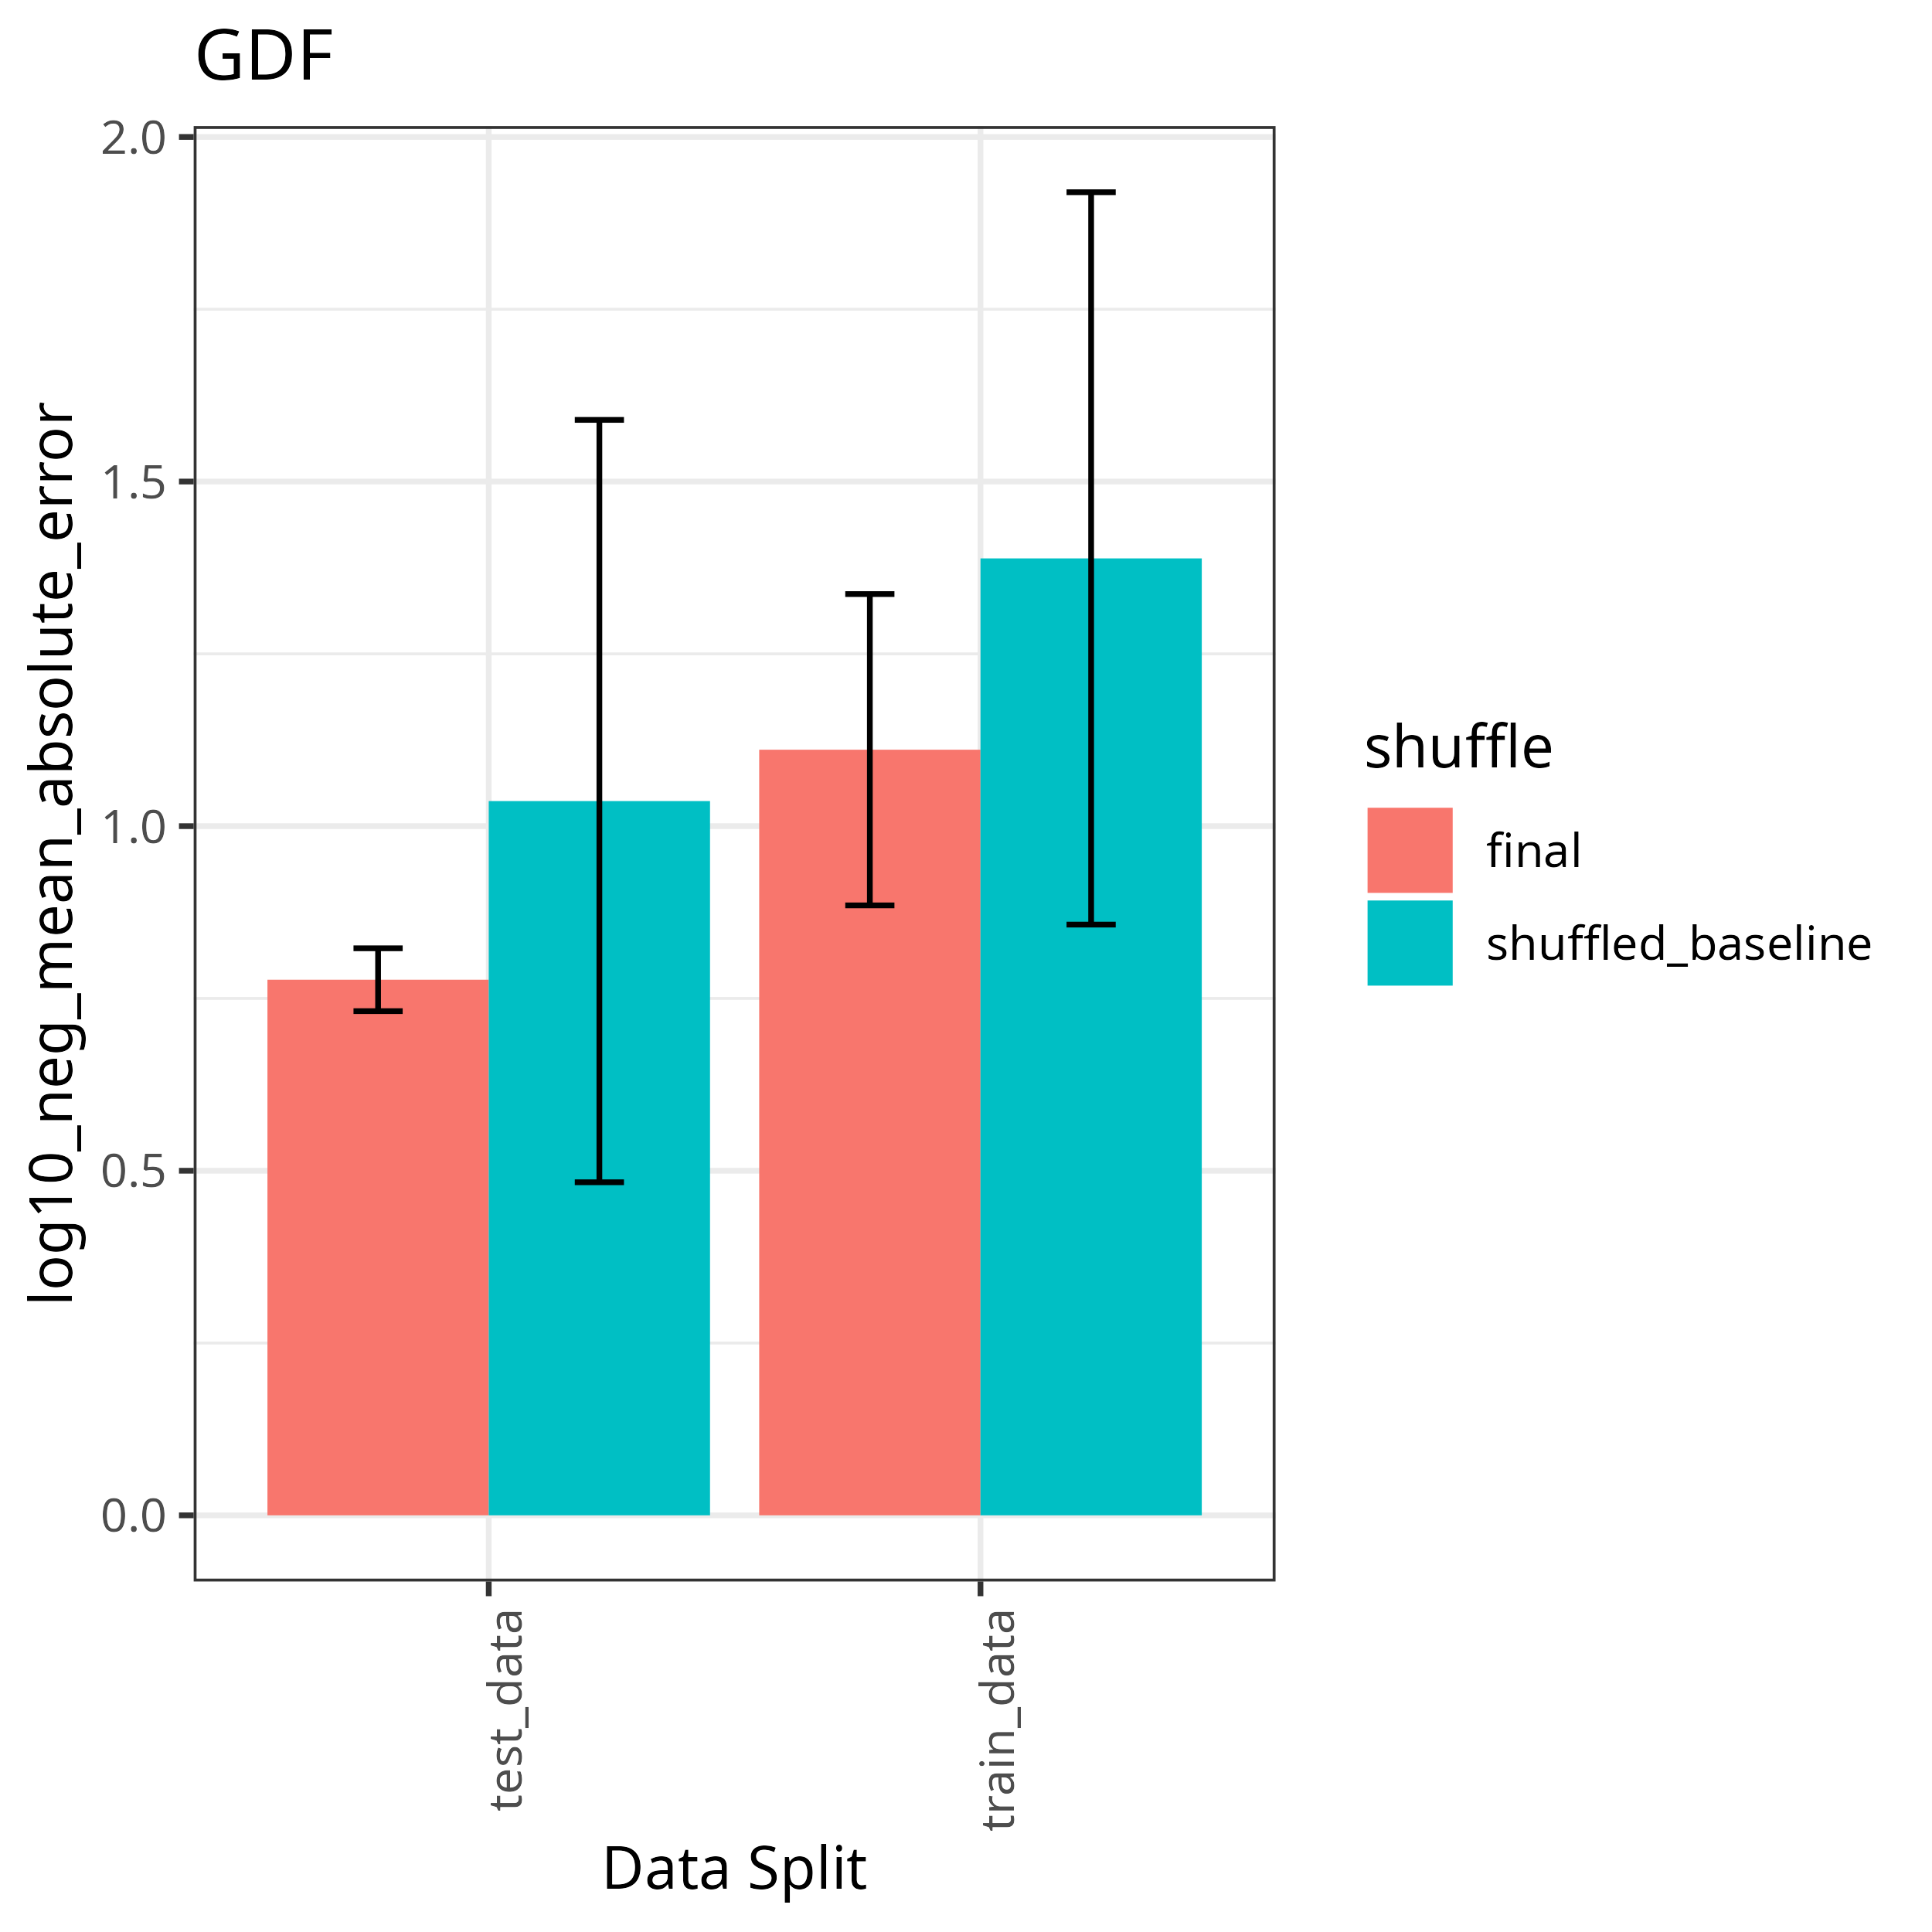 GDF
log10_neg_mean_absolute_error
2.0
1.5
1.0
0.5
0.0
test_data
train_data
Data Split
shuffle
final
shuffled_baseline